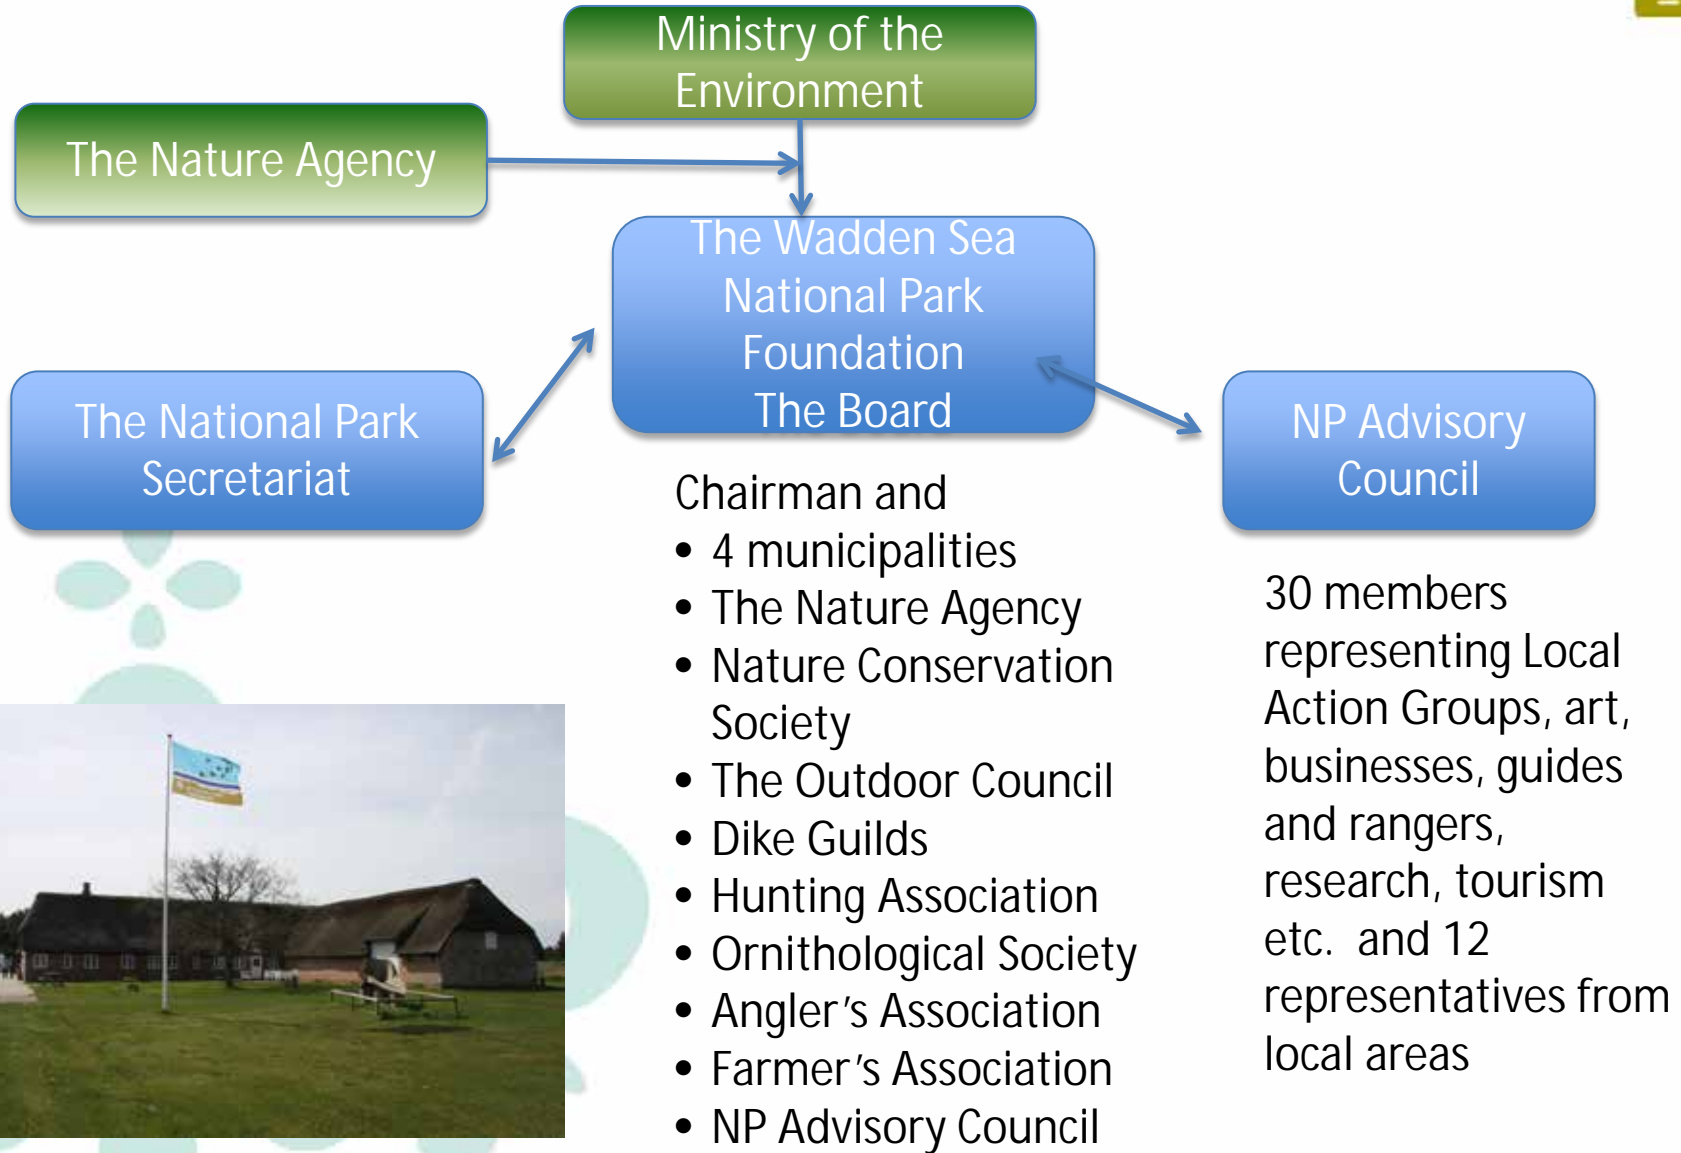 Ministry of the
Environment
The Nature Agency
The Wadden Sea
National Park
Foundation
The Board
The National Park
Secretariat
NP Advisory
Council
Chairman and
• 4 municipalities
• The Nature Agency
• Nature Conservation
Society
• The Outdoor Council
• Dike Guilds
• Hunting Association
• Ornithological Society
• Angler’s Association
• Farmer’s Association
• NP Advisory Council
30 members
representing Local
Action Groups, art,
businesses, guides
and rangers,
research, tourism
etc. and 12
representatives from
local areas